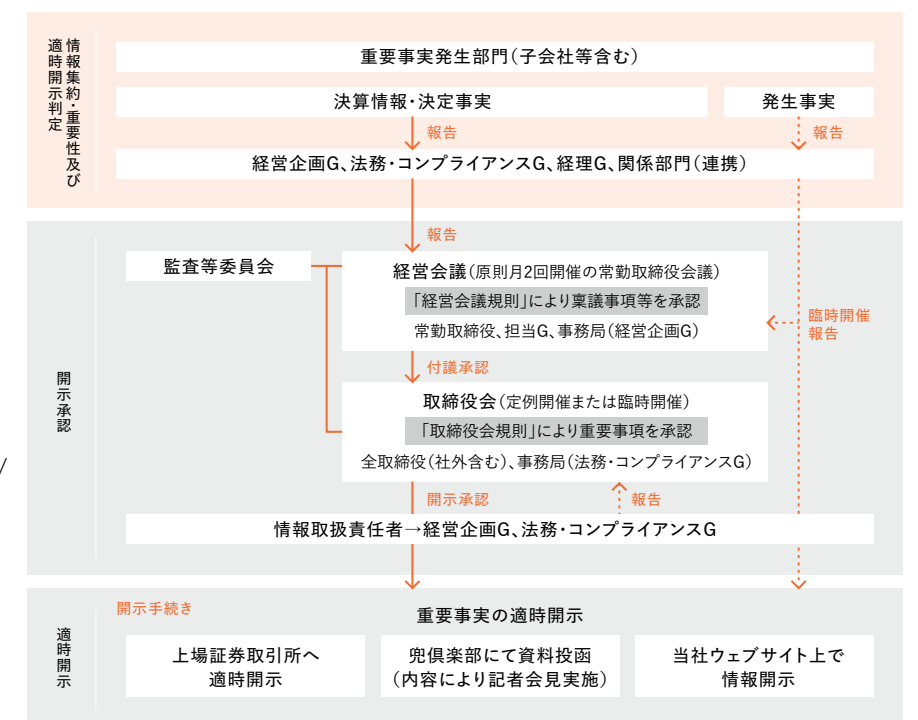 情報集約・重要性及び
適時開示判定
重要事実発生部門(子会社等含む)
決算情報・決定事実
発生事実
報告
報告
経営企画G、法務・コンプライアンスG、経理G、関係部門(連携)
開示承認
報告
監査等委員会
経営会議(原則月2回開催の常勤取締役会議)
「経営会議規則」により稟議事項等を承認
常勤取締役、担当G、事務局(経営企画G)
臨時開催
報告
付議承認
取締役会(定例開催または臨時開催)
「取締役会規則」により重要事項を承認
全取締役(社外含む)、事務局(法務・コンプライアンスG)
開示承認
報告
情報取扱責任者→経営企画G、法務・コンプライアンスG
/
適時開示
開示手続き
重要事実の適時開示
上場証券取引所へ
適時開示
兜倶楽部にて資料投函
(内容により記者会見実施)
当社ウェブサイト上で
情報開示